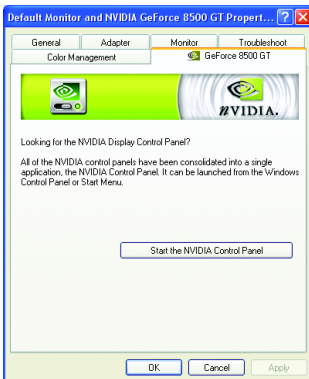 Default Monitor and NVIDIA GeForce 8500 GT Propert...
General Adapter Monitor Troubleshoot
Color Management GeForce 8500 GT
NVIDIA.
Looking for the NVIDIA Display Control Panel?
All of the NVIDIA control panels have been consolidated into a single
application, the NVIDIA Control Panel. It can be launched from the Windows
Control Panel or Start Menu.
Start the NVIDIA Control Panel
OK Cancel Apply